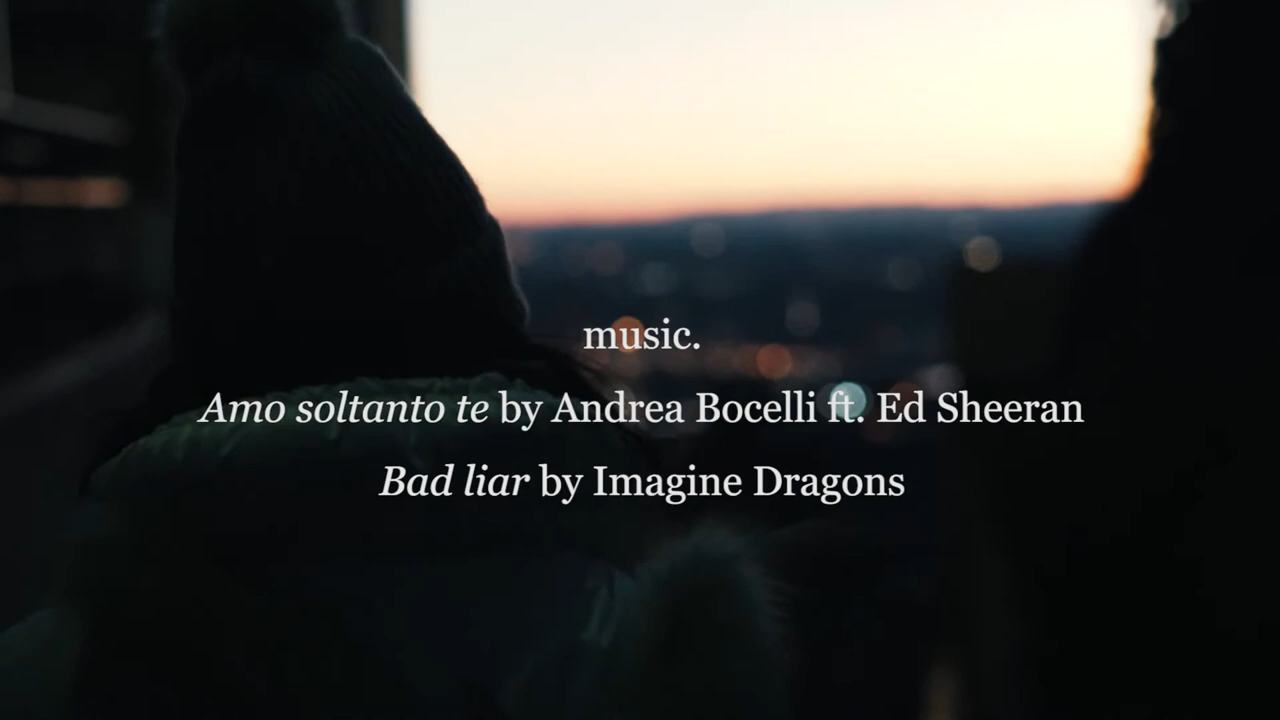 music.
Amo soltanto te by Andrea Bocelli ft. Ed Sheeran
Bad liar by Imagine Dragons